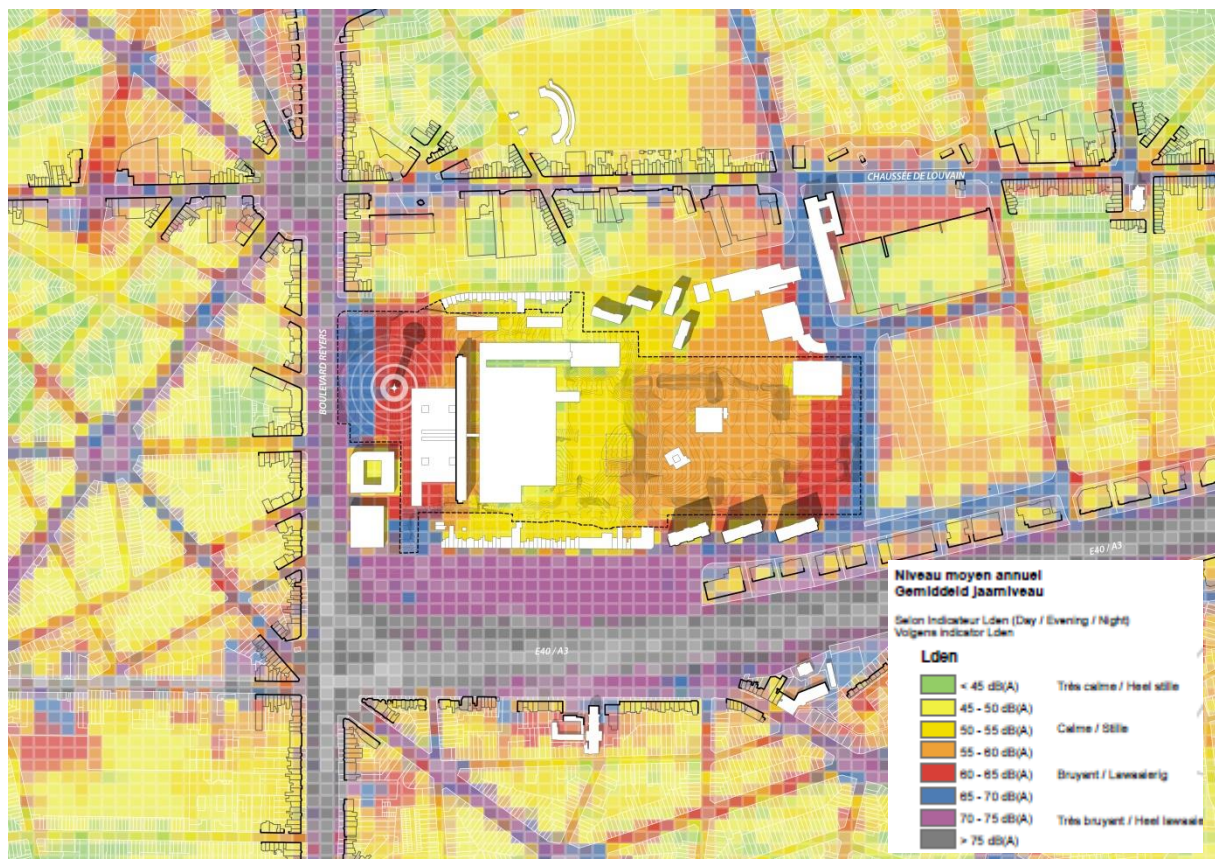 CHAUSSÉE DE LOUVAIN
BOULEVARD REYERS
E40 / A3
E40 / A3
Niveau moyen annuel
Gemiddeld jaarniveau
Selon Indicateur Lden (Day / Evening / Night)
Volgens Indicator Lden
Lden
< 45 dB(A) Très calme / Heel stille
45 - 50 dB(A)
50 - 55 dB(A) Calme / Stille
55 - 60 dB(A)
60 - 65 dB(A) Bruyant / Lawaaierig
65 - 70 dB(A)
70 - 75 dB(A) Très bruyant / Heel lawaaie
> 75 dB(A)